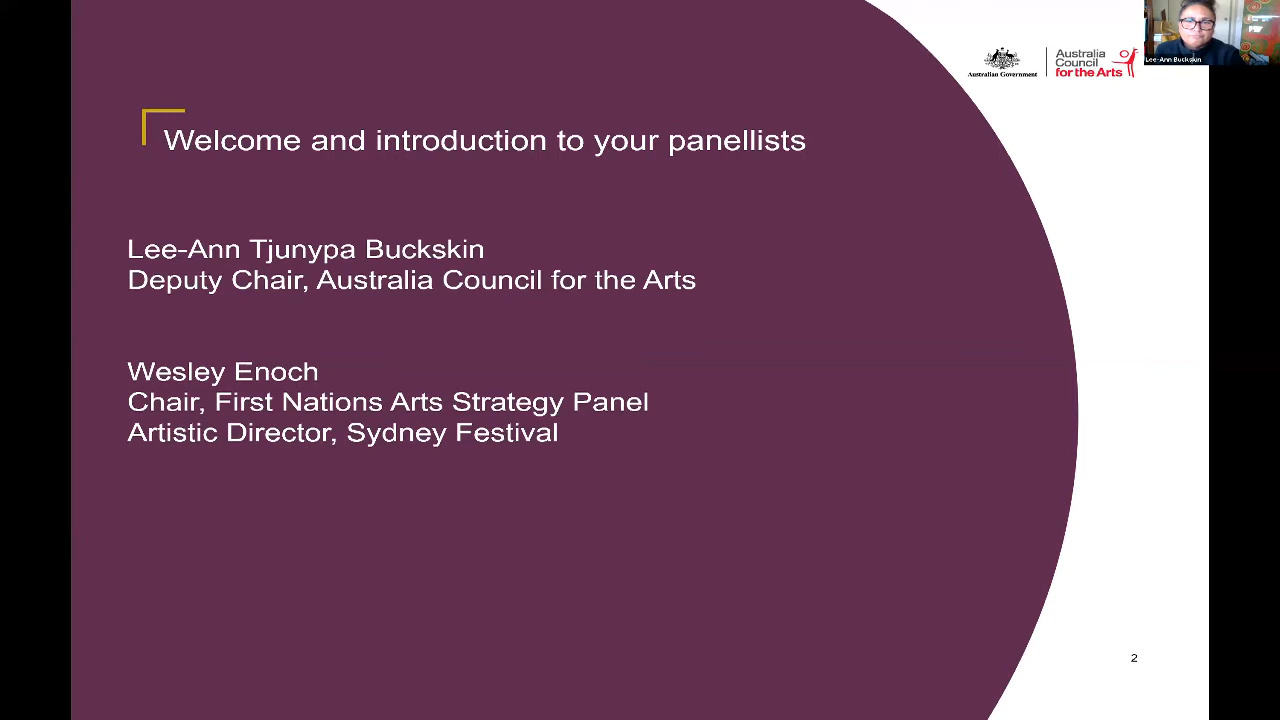 Australian Government
Australia
Council
for the Arts
Lee-Ann Buckskin
Welcome and introduction to your panellists
Lee-Ann Tjunypa Buckskin
Deputy Chair, Australia Council for the Arts
Wesley Enoch
Chair, First Nations Arts Strategy Panel
Artistic Director, Sydney Festival
2